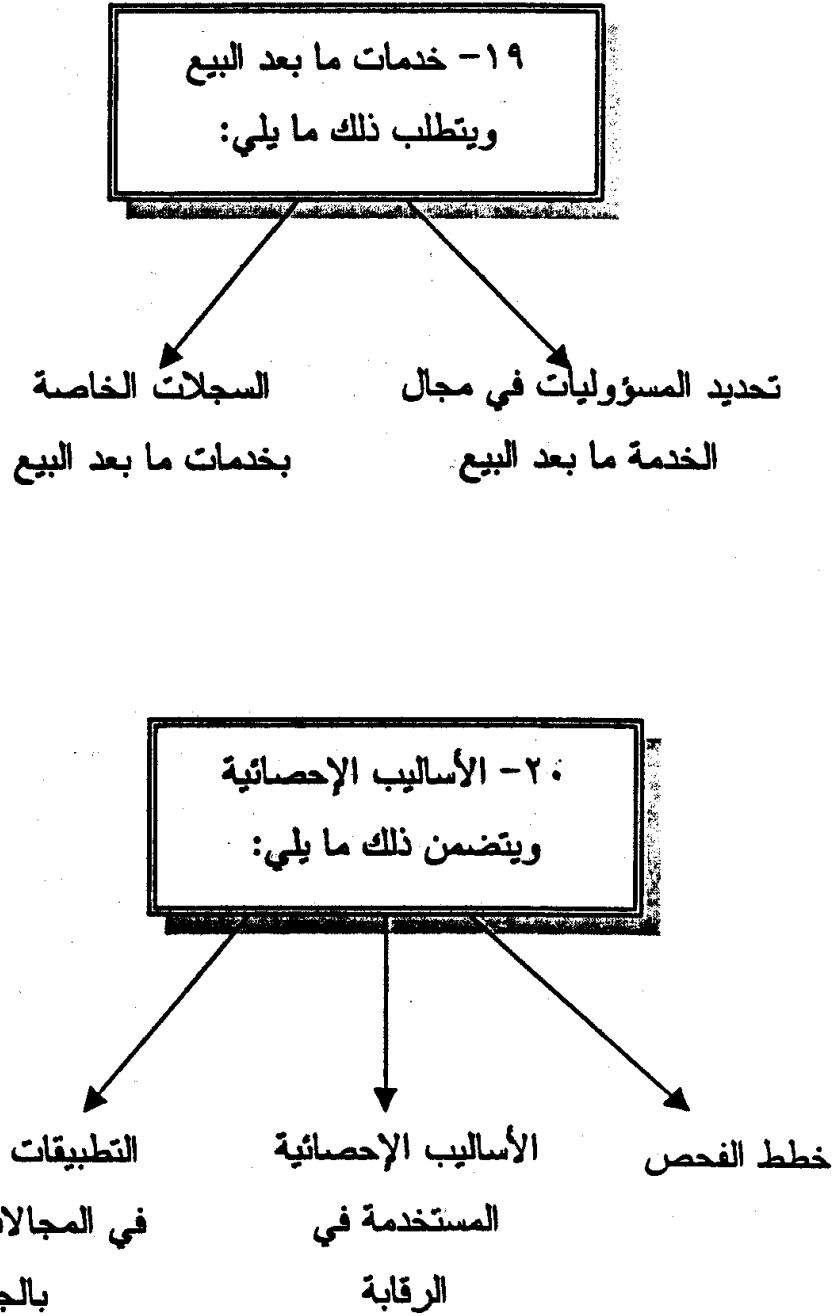 ١٩- خدمات ما بعد البيع
ويتطلب ذلك ما يلي:
تحديد المسؤوليات في مجال
الخدمة ما بعد البيع
السجلات الخاصة
بخدمات ما بعد البيع
٢٠- الأساليب الإحصائية
ويتضمن ذلك ما يلي:
خطط الفحص
الأساليب الإحصائية
المستخدمة في
الرقابة
التطبيقات
في